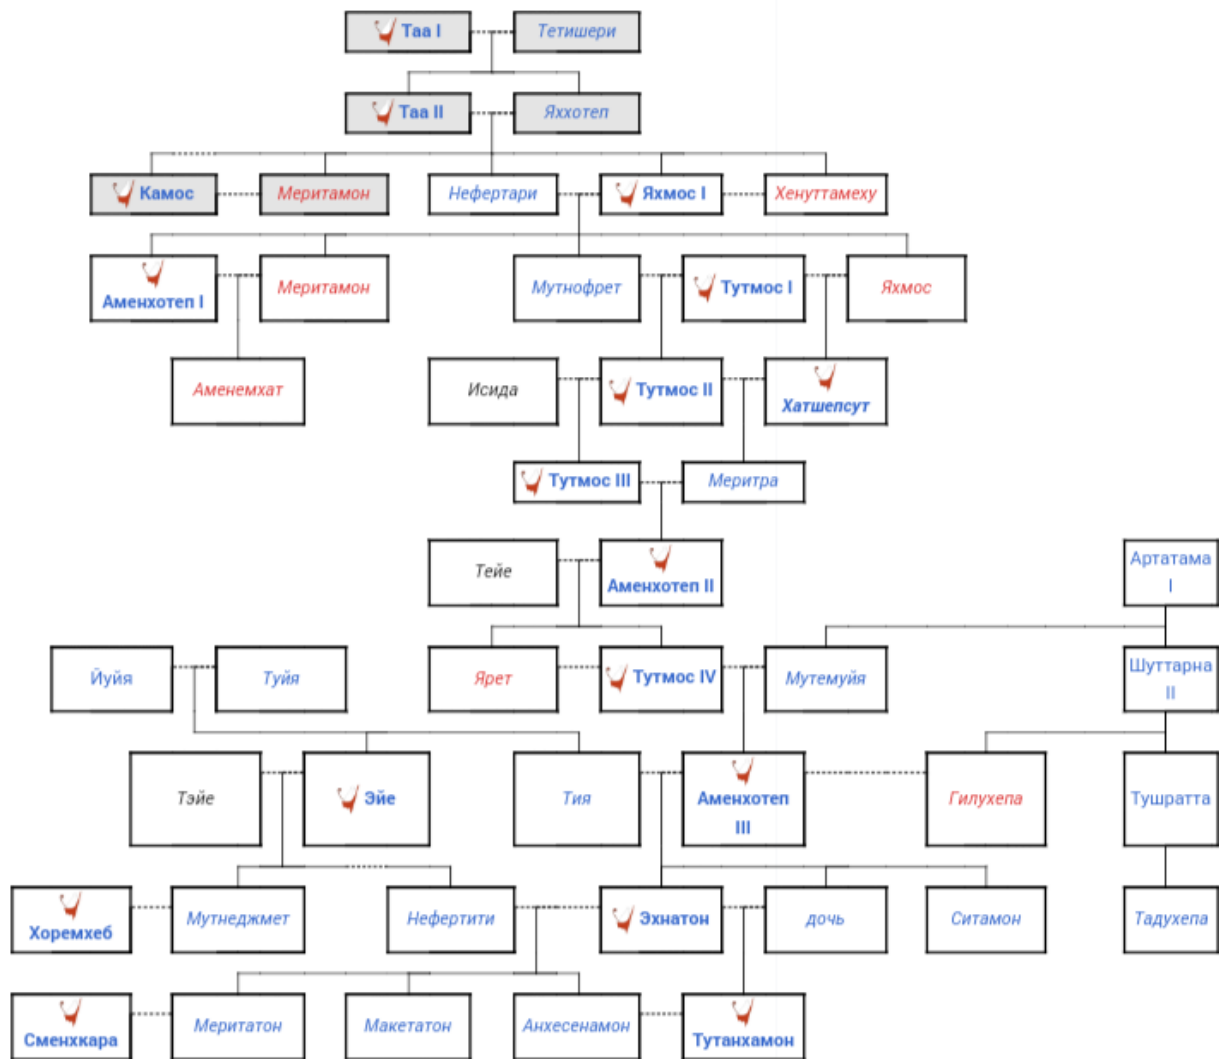 Таа I
Тетишери
Таа II
Яххотеп
Камос
Меритамон
Нефертари
Яхмос I
Хенуттамеху
Аменхотеп I
Меритамон
Мутнофрет
Тутмос I
Яхмос
Аменемхат
Исида
Тутмос II
Хатшепсут
Тутмос III
Меритра
Тейе
Аменхотеп II
Артатама
I
Йуйя
Туйя
Ярет
Тутмос IV
Мутемуйя
Шуттарна
II
Тэйе
Эйе
Тия
Аменхотеп
III
Гилухепа
Тушратта
Хоремхеб
Мутнеджмет
Нефертити
Эхнатон
дочь
Ситамон
Тадухепа
Сменхкара
Меритатон
Макетатон
Анхесенамон
Тутанхамон